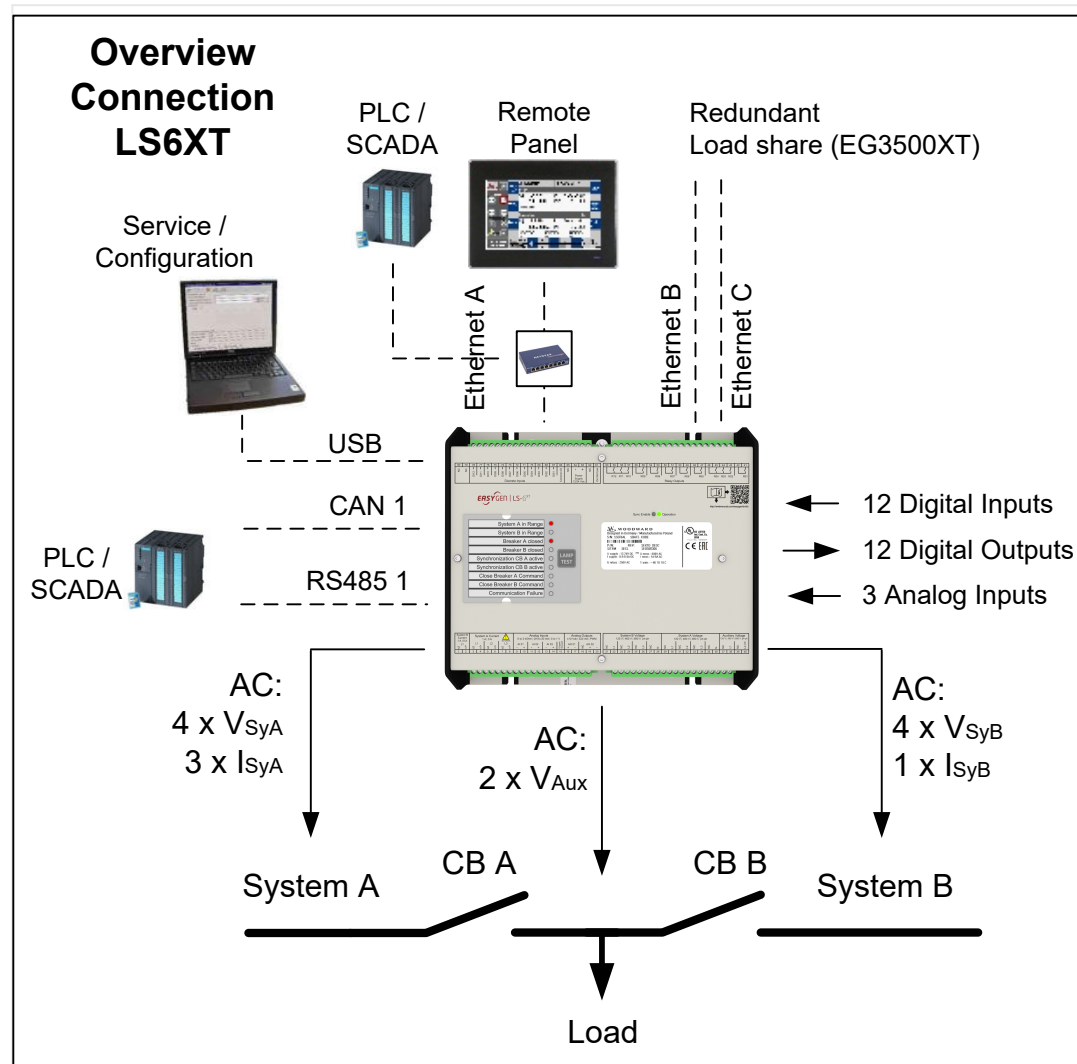 Overview
Connection
LS6XT
PLC /
SCADA
Remote
Panel
Redundant
Load share (EG3500XT)
Service /
Configuration
Ethernet A
Ethernet B
Ethernet C
USB
CAN 1
PLC /
SCADA
RS485 1
EASYGEN | LS-6XT
System A in Range
System B in Range
Breaker A closed
Breaker B closed
Synchronization CB A active
Synchronization CB B active
Close Breaker A Command
Close Breaker B Command
Communication Failure
LAMP
TEST
WOODWARD
12 Digital Inputs
12 Digital Outputs
3 Analog Inputs
AC:
4 x VSyA
3 x ISyA
AC:
2 x VAux
AC:
4 x VSyB
1 x ISyB
System A
CB A
CB B
System B
Load